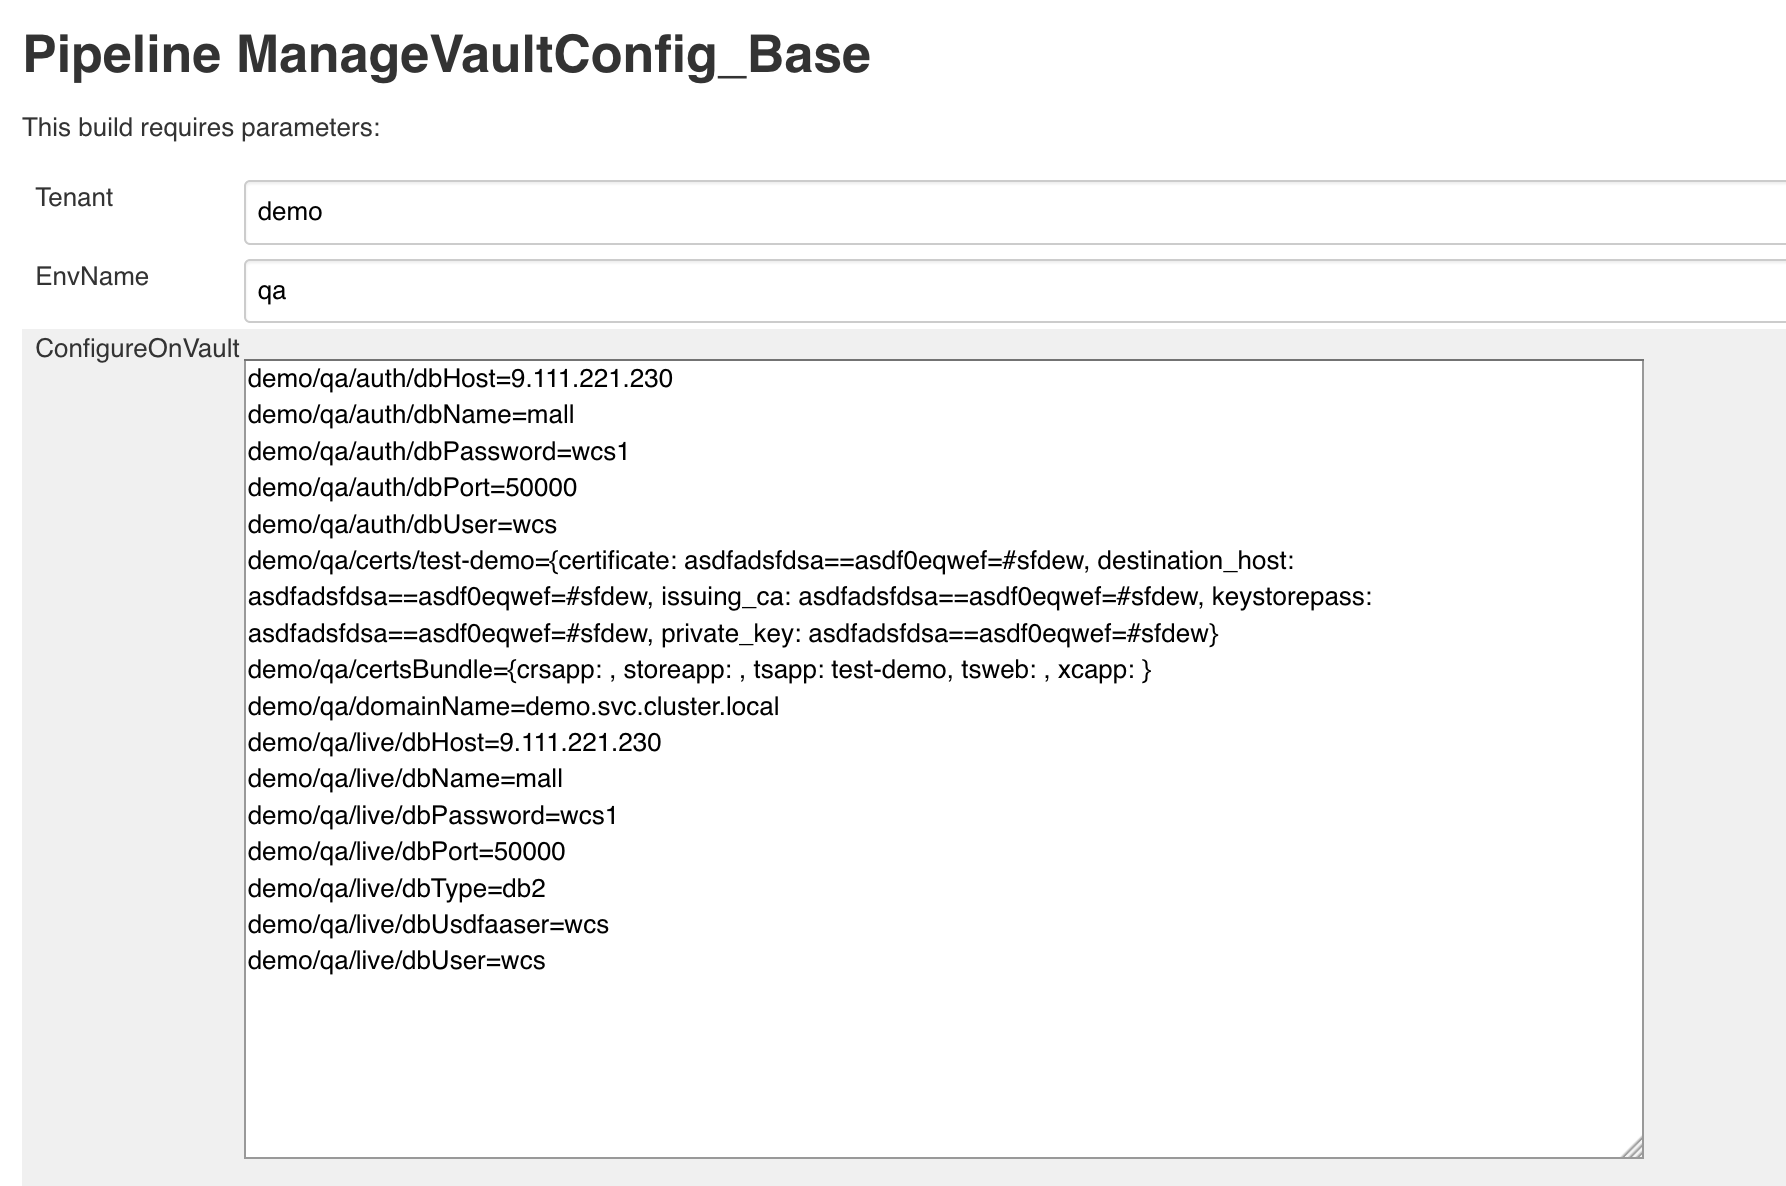 Pipeline ManageVaultConfig_Base
This build requires parameters:
Tenant
demo
EnvName
qa
ConfigureOnVault
demo/qa/auth/dbHost=9.111.221.230
demo/qa/auth/dbName=mall
demo/qa/auth/dbPassword=wcs1
demo/qa/auth/dbPort=50000
demo/qa/auth/dbUser=wcs
demo/qa/certs/test-demo={certificate: asdfadsfdsa==asdf0eqwef=#sfdew, destination_host:
asdfadsfdsa==asdf0eqwef=#sfdew, issuing_ca: asdfadsfdsa==asdf0eqwef=#sfdew, keystorepass:
asdfadsfdsa==asdf0eqwef=#sfdew, private_key: asdfadsfdsa==asdf0eqwef=#sfdew}
demo/qa/certsBundle={crsapp: , storeapp: , tsapp: test-demo, tsweb: , xcapp: }
demo/qa/domainName=demo.svc.cluster.local
demo/qa/live/dbHost=9.111.221.230
demo/qa/live/dbName=mall
demo/qa/live/dbPassword=wcs1
demo/qa/live/dbPort=50000
demo/qa/live/dbType=db2
demo/qa/live/dbUsdfaaser=wcs
demo/qa/live/dbUser=wcs